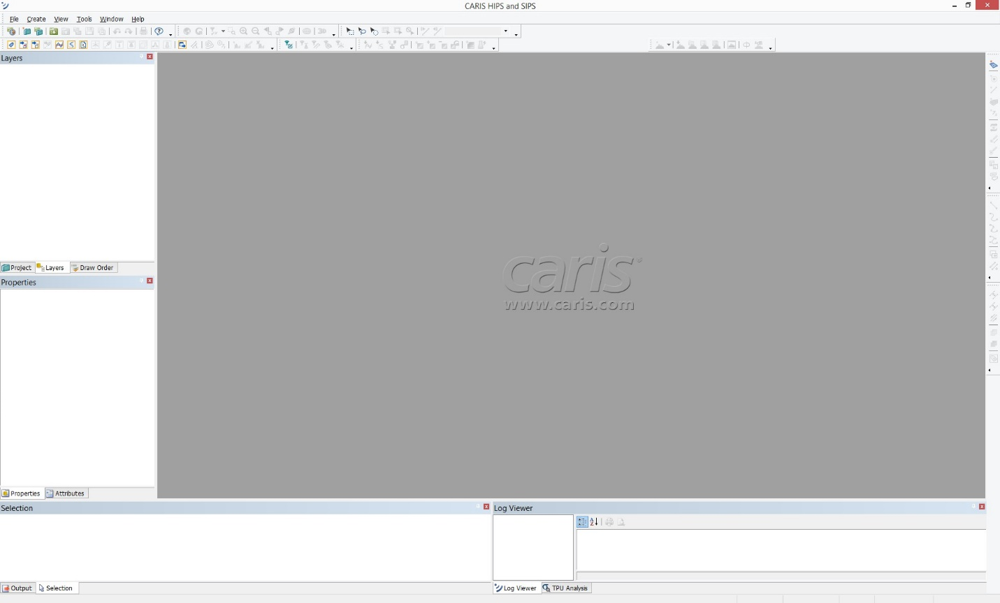 CARIS HIPS and SIPS
File Create View Tools Window Help
Layers
Project Layers Draw Order
Properties
Properties Attributes
caris
www.caris.com
Selection
Output Selection
Log Viewer
Log Viewer TPU Analysis